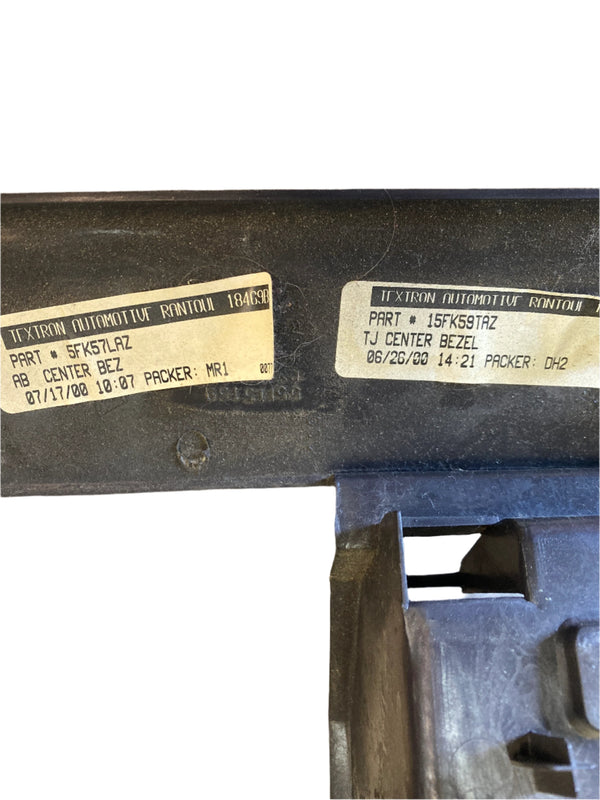 TEXTRON AUTOMOTIVE RANTOUL 184C9B
PART # 5FK57LAZ
AB CENTER BEZ
07/17/00 10:07 PACKER: MR1
TEXTRON AUTOMOTIVE RANTOUL
PART # 15FK59TAZ
TJ CENTER BEZEL
06/26/00 14:21 PACKER: DH2